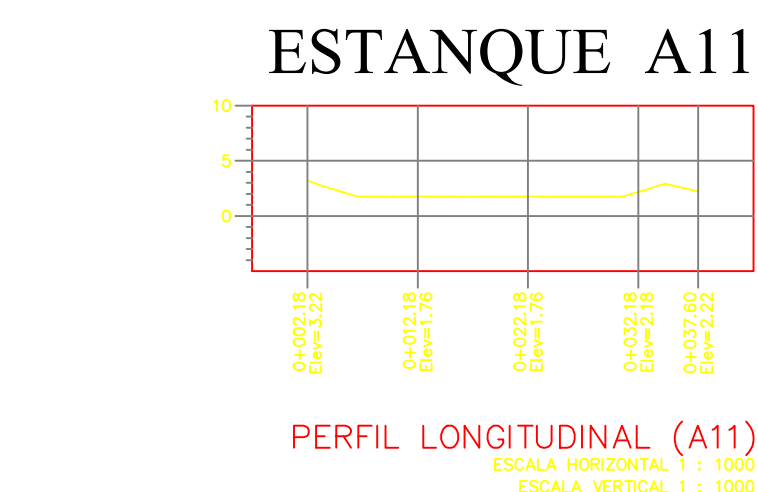 ESTANQUE A11
10
5
0
0+002.18
Elev=3.22
0+012.18
Elev=1.76
0+022.18
Elev=1.76
0+032.18
Elev=2.18
0+037.60
Elev=2.22
PERFIL LONGITUDINAL (A11)
ESCALA HORIZONTAL 1 : 1000
ESCALA VERTICAL 1 : 1000